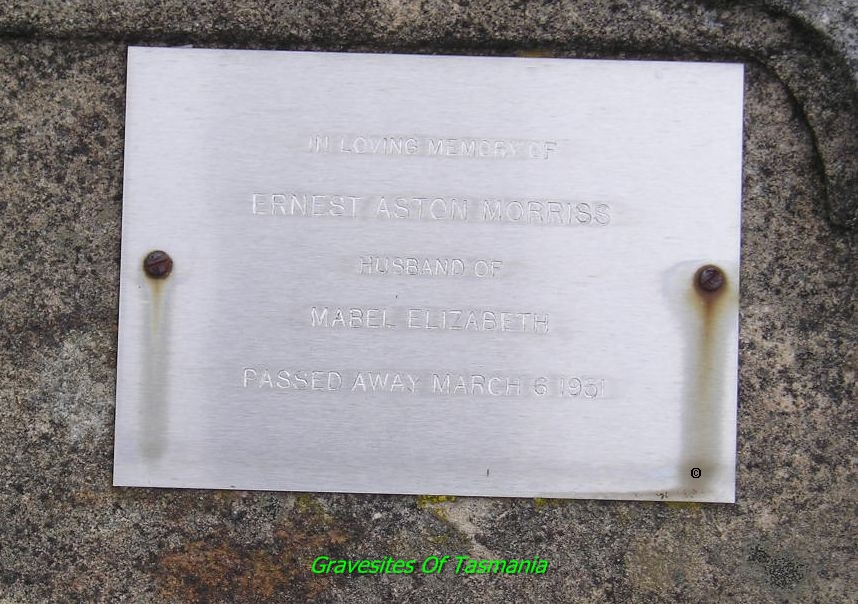 IN LOVING MEMORY OF
ERNEST ASTON MORRISS
HUSBAND OF
MABEL ELIZABETH
PASSED AWAY MARCH 6 1951
©
Gravesites Of Tasmania